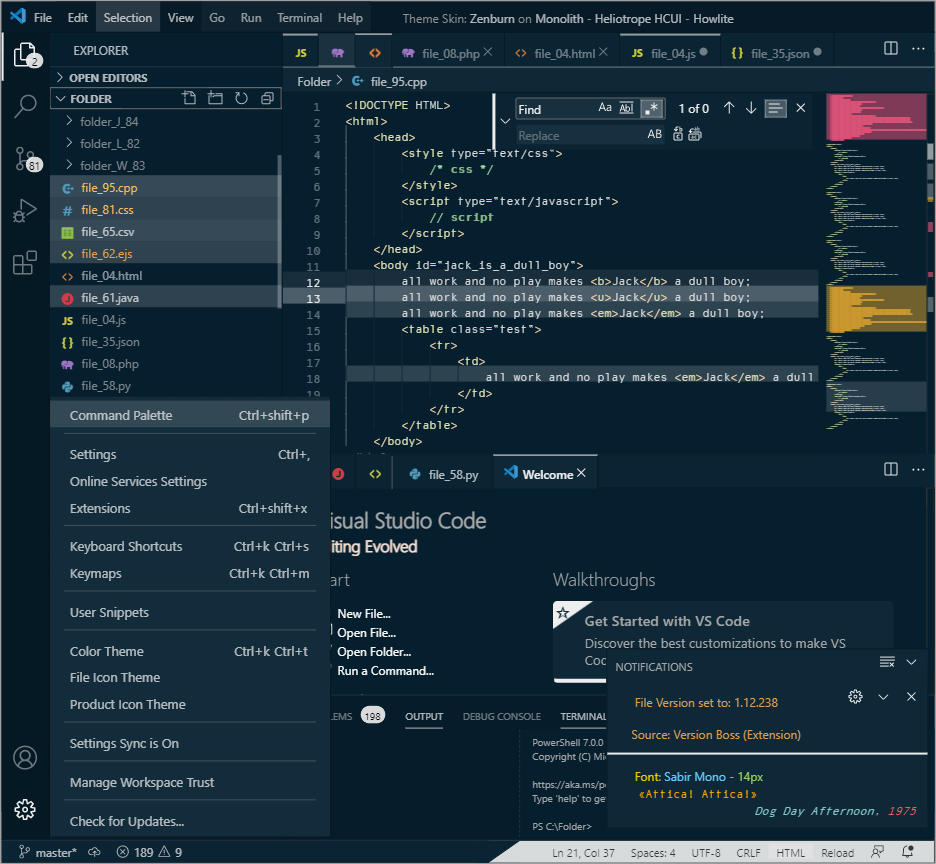 File Edit Selection View Go Run Terminal Help Theme Skin: Zenburn on Monolith - Heliotrope HCUI - Howlite
EXPLORER
2
OPEN EDITORS
FOLDER
folder_J_84
folder_L_82
folder_W_83
81
file_95.cpp
file_81.css
file_65.csv
file_62.ejs
file_04.html
file_61.java
file_04.js
file_35.json
file_08.php
file_58.py
JS file_08.php file_04.html JS file_04.js {} file_35.json
Folder > file_95.cpp
Find Aa Abl .* 1 of 0
Replace AB
1 <!DOCTYPE HTML>
2 <html>
3 <head>
4 <style type="text/css">
5 /* css */
6 </style>
7 <script type="text/javascript">
8 // script
9 </script>
10 </head>
11 <body id="jack_is_a_dull_boy">
12 all work and no play makes <b>Jack</b> a dull boy;
13 all work and no play makes <u>Jack</u> a dull boy;
14 all work and no play makes <em>Jack</em> a dull boy;
15 <table class="test">
16 <tr>
17 <td>
18 all work and no play makes <em>Jack</em> a dull
19 </td>
</tr>
</table>
</body>
Command Palette Ctrl+shift+p
Settings Ctrl+,
Online Services Settings
Extensions Ctrl+shift+x
Keyboard Shortcuts Ctrl+k Ctrl+s
Keymaps Ctrl+k Ctrl+m
User Snippets
Color Theme Ctrl+k Ctrl+t
File Icon Theme
Product Icon Theme
Settings Sync is On
Manage Workspace Trust
Check for Updates...
J <> file_58.py Welcome
isual Studio Code
iting Evolved
art
New File...
Open File...
Open Folder...
Run a Command...
Walkthroughs
Get Started with VS Code
Discover the best customizations to make VS
Coc
LEMS 198 OUTPUT DEBUG CONSOLE TERMINAL
PowerShell 7.0.0
Copyright (C) Mi
https://aka.ms/p
Type 'help' to ge
PS C:\Folder>
NOTIFICATIONS
File Version set to: 1.12.238
Source: Version Boss (Extension)
Font: Sabir Mono - 14px
«Attica! Attica!»
Dog Day Afternoon. 1975
master* 189 9 Ln 21, Col 37 Spaces: 4 UTF-8 CRLF HTML Reload